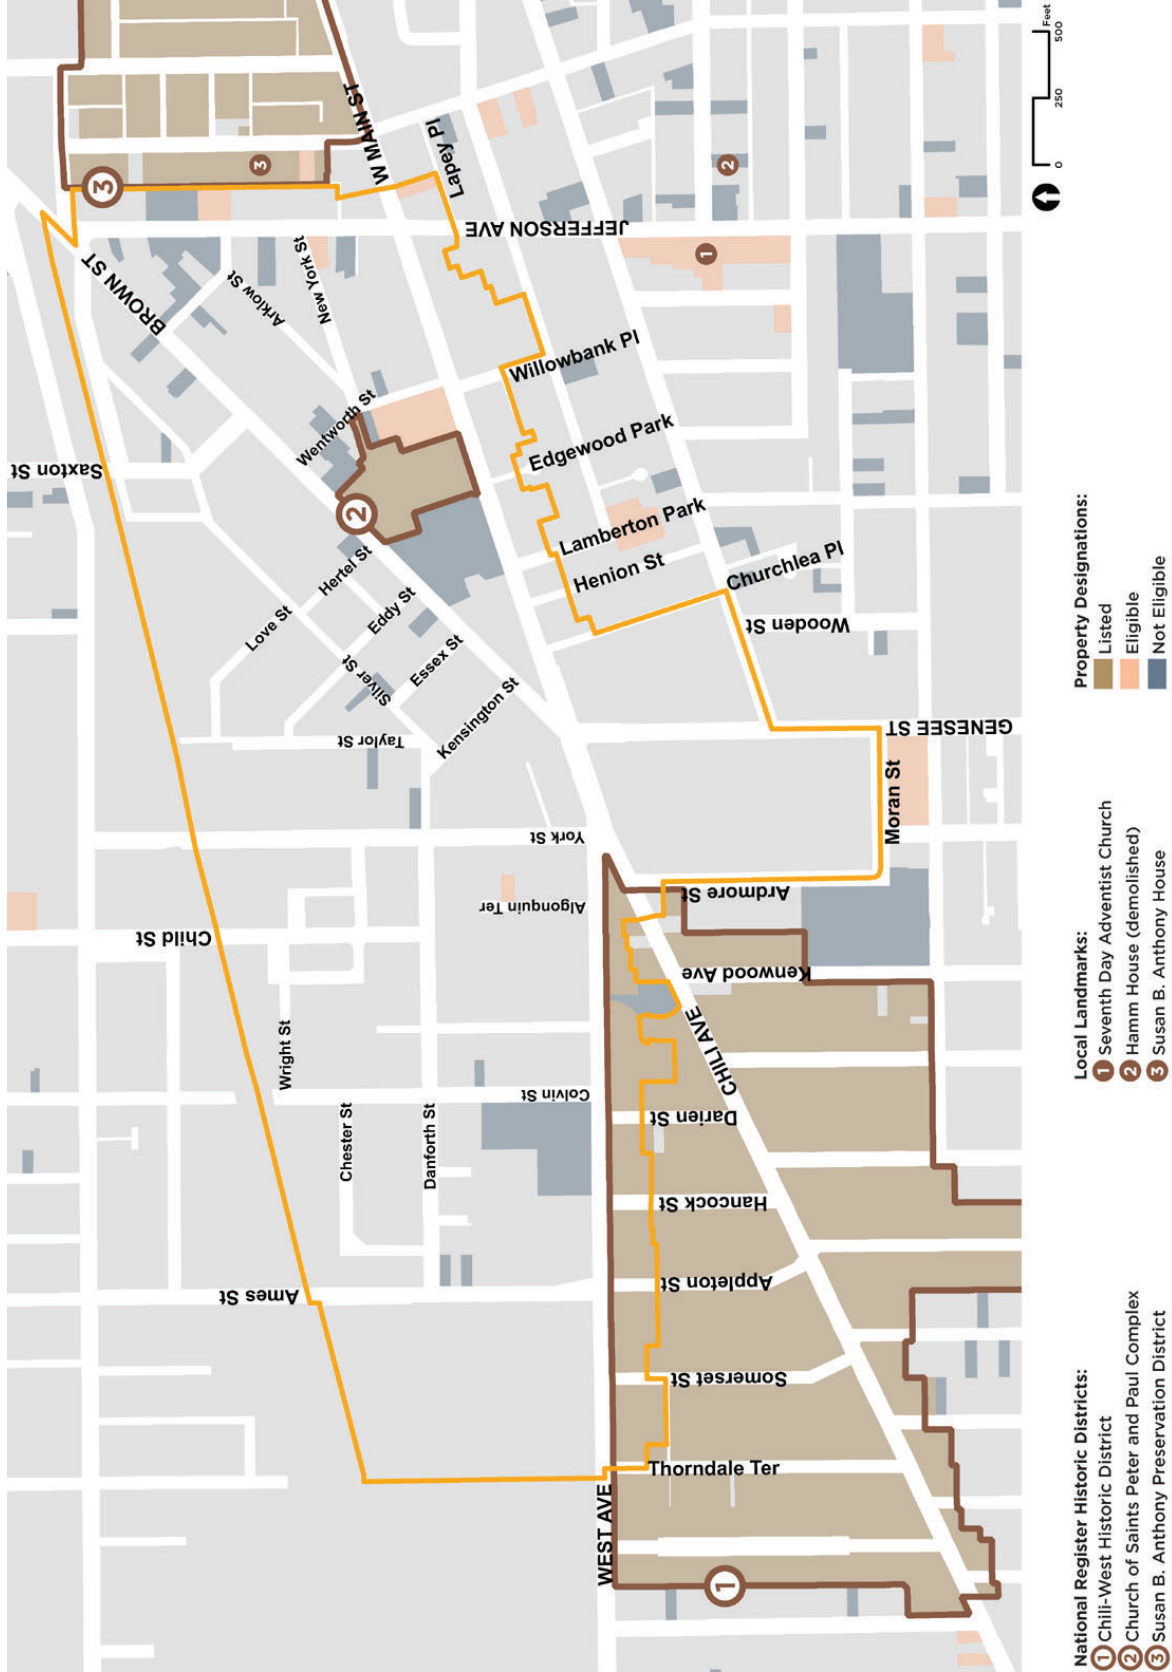 Saxton St
BROWN ST
Arklow St
New York St
W MAIN ST
Lapey Pl
JEFFERSON AVE
Wentworth St
Willowbank Pl
Edgewood Park
Lamberton Park
Henion St
Churchlea Pl
Wooden St
Hertel St
Love St
Eddy St
Silver St
Essex St
Kensington St
Taylor St
GENESEE ST
Moran St
York St
Algonquin Ter
Child St
Ardmore St
Kenwood Ave
CHILI AVE
Wright St
Colvin St
Chester St
Danforth St
Darien St
Hancock St
Appleton St
Ames St
Somerset St
Thorndale Ter
WEST AVE
1
2
3
1
2
3
National Register Historic Districts:
1 Chili-West Historic District
2 Church of Saints Peter and Paul Complex
3 Susan B. Anthony Preservation District
Local Landmarks:
1 Seventh Day Adventist Church
2 Hamm House (demolished)
3 Susan B. Anthony House
Property Designations:
Listed
Eligible
Not Eligible
0 250 500
Feet